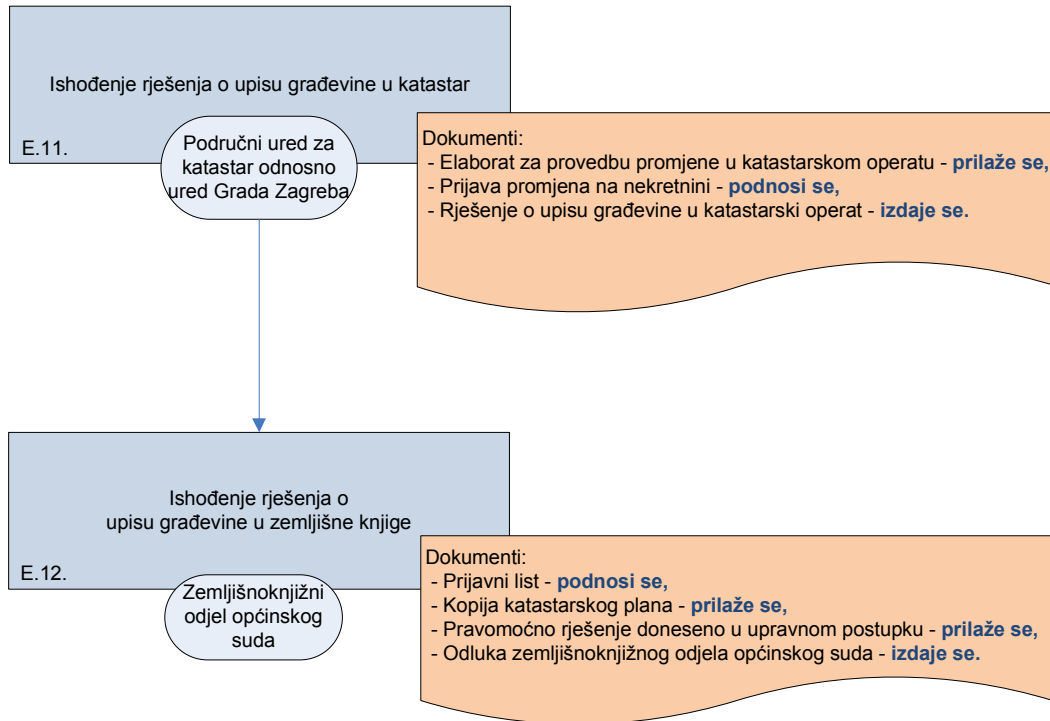 Ishođenje rješenja o upisu građevine u katastar
E.11.
Područni ured za
katastar odnosno
ured Grada Zagreba
Dokumenti:
- Elaborat za provedbu promjene u katastarskom operatu - prilaže se,
- Prijava promjena na nekretnini - podnosi se,
- Rješenje o upisu građevine u katastarski operat - izdaje se.
Ishođenje rješenja o
upisu građevine u zemljišne knjige
E.12.
Zemljišnoknjižni
odjel općinskog
suda
Dokumenti:
- Prijavni list - podnosi se,
- Kopija katastarskog plana - prilaže se,
- Pravomoćno rješenje doneseno u upravnom postupku - prilaže se,
- Odluka zemljišnoknjižnog odjela općinskog suda - izdaje se.